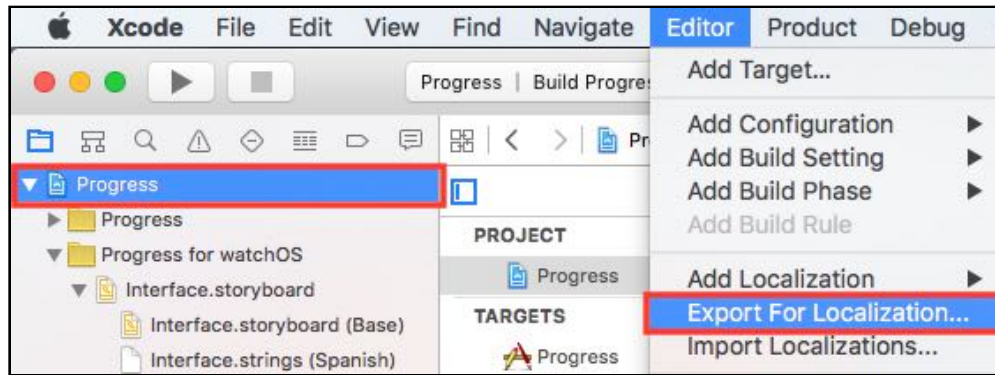 Xcode File Edit View Find Navigate Editor Product Debug
Progress | Build Progre
Add Target...
Add Configuration
Add Build Setting
Add Build Phase
Add Build Rule
Add Localization
Export For Localization...
Import Localizations...
Pr
Progress
Progress
Progress for watchOS
Interface.storyboard
Interface.storyboard (Base)
Interface.strings (Spanish)
PROJECT
Progress
TARGETS
Progress